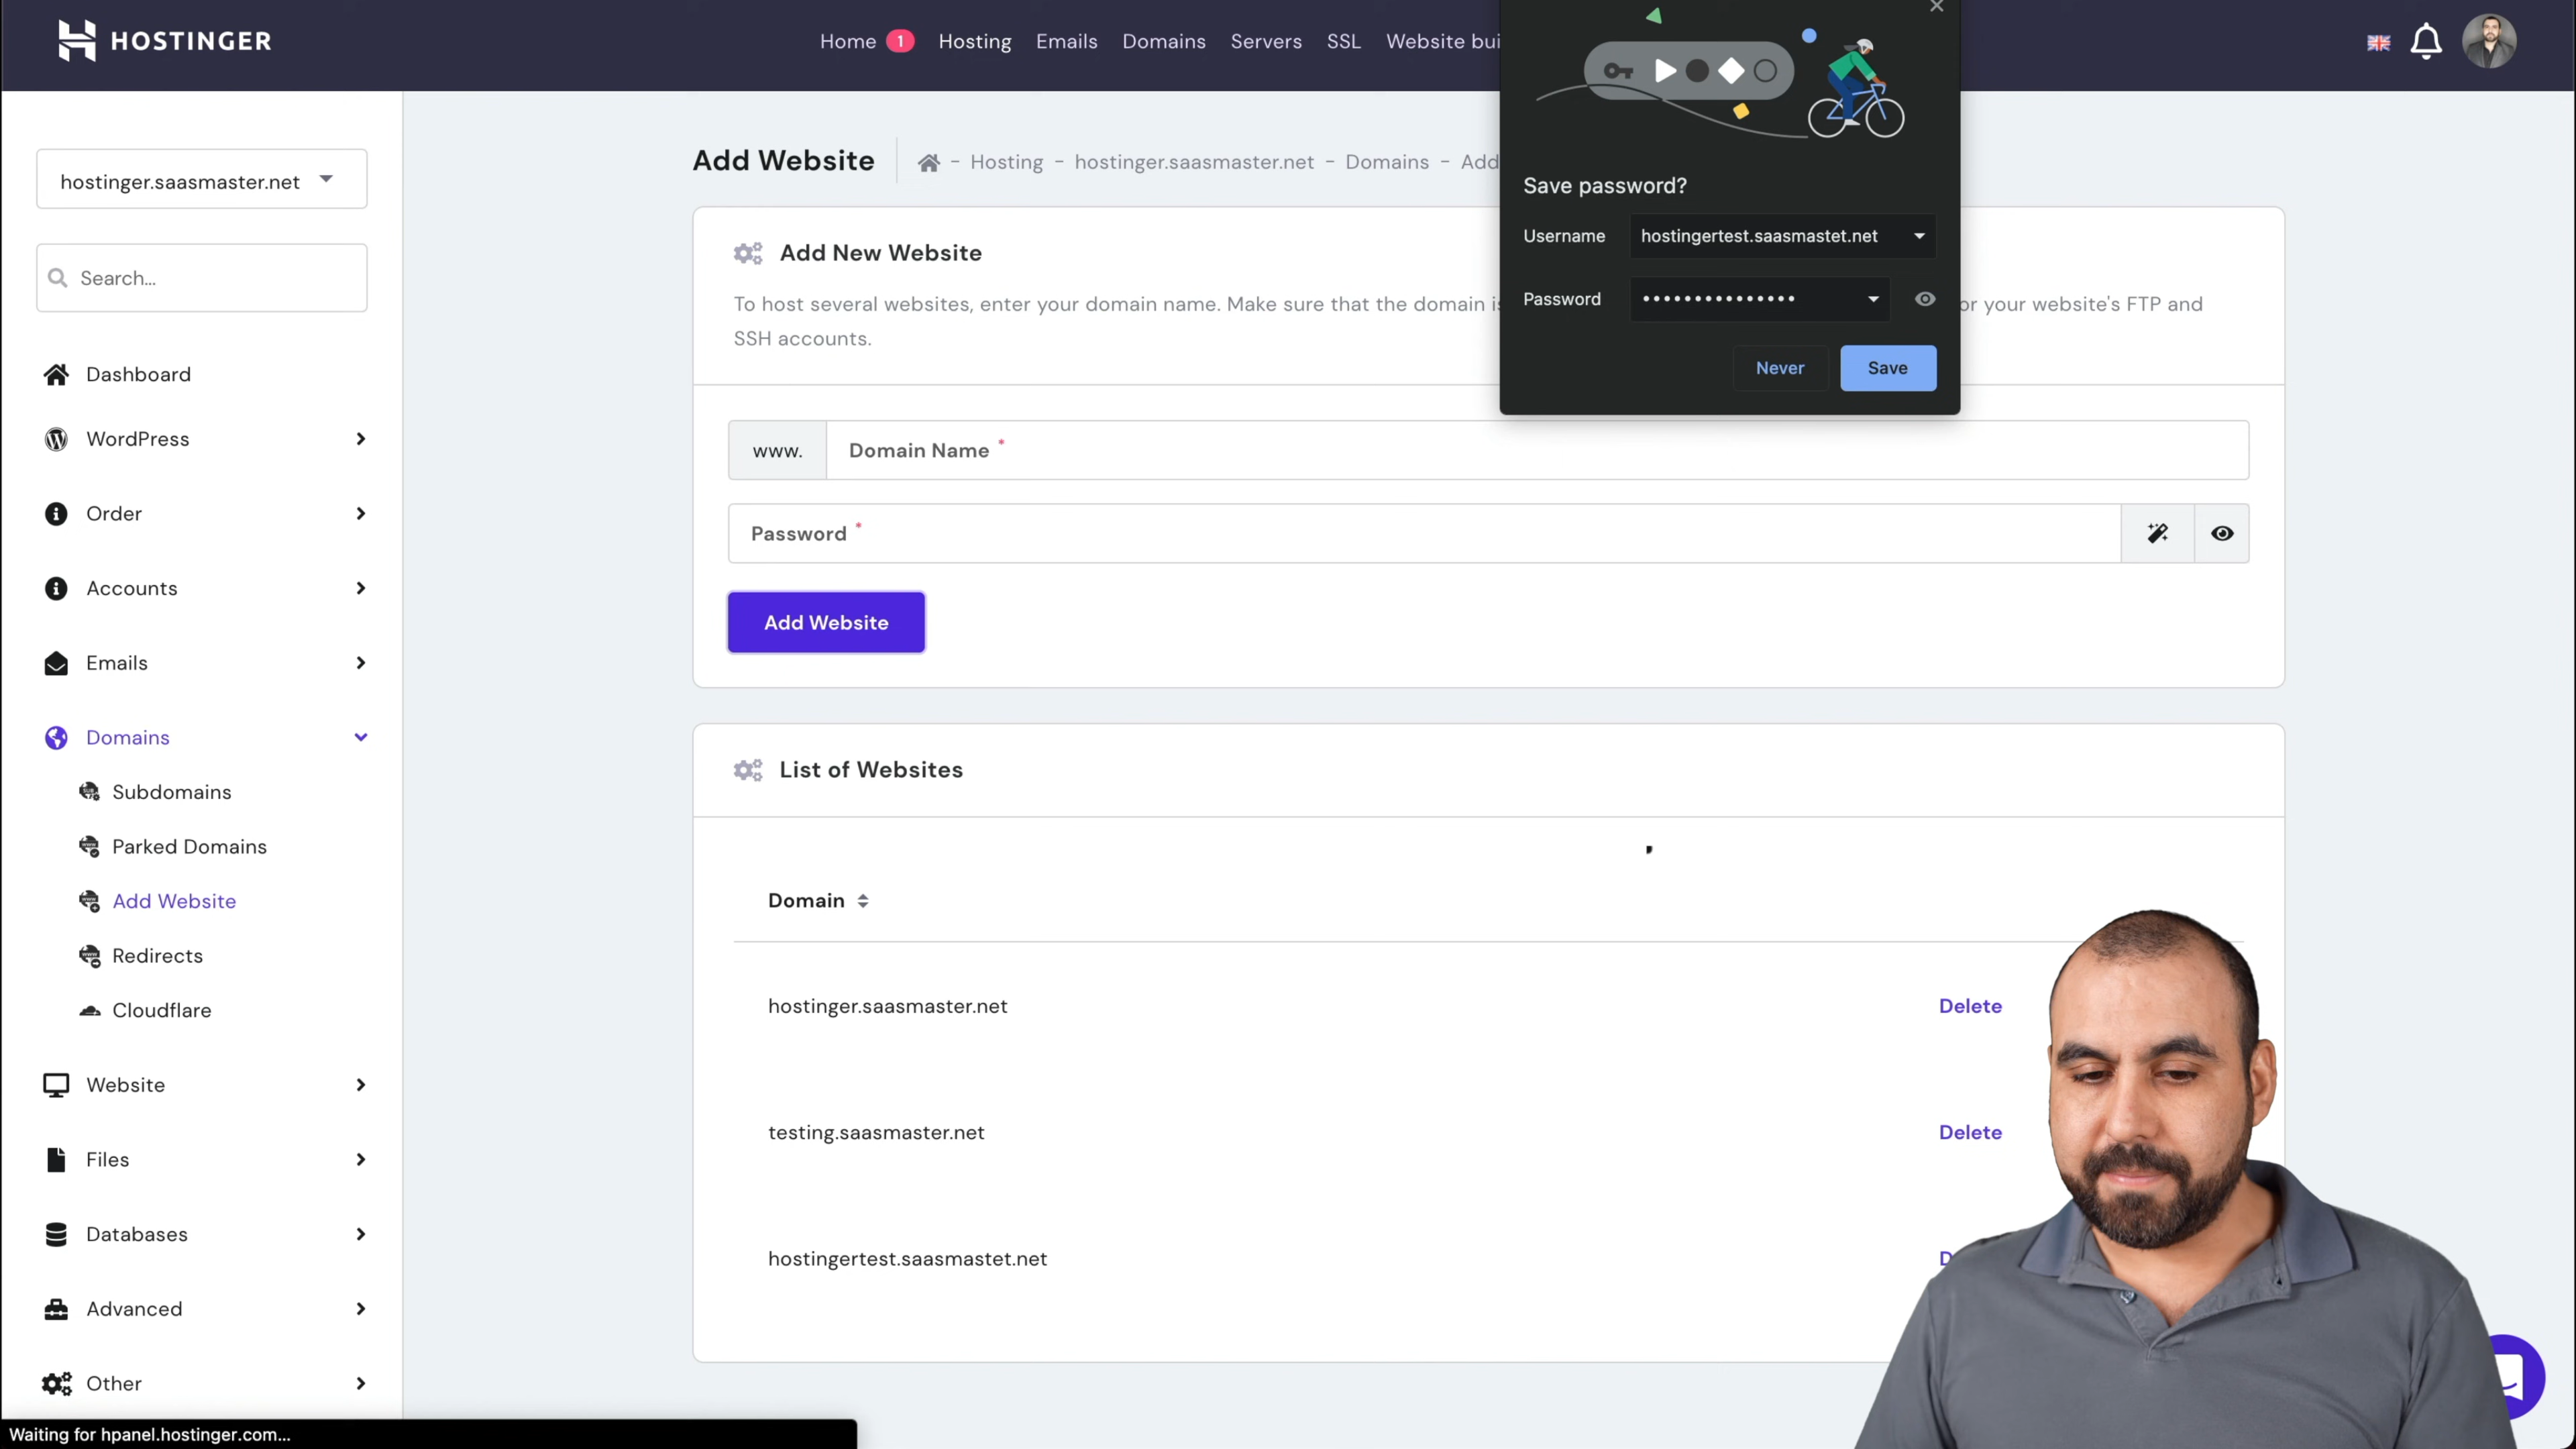 HOSTINGER
Home 1 Hosting Emails Domains Servers SSL Website bui
hostinger.saasmaster.net
Search...
Dashboard
WordPress
Order
Accounts
Emails
Domains
Subdomains
Parked Domains
Add Website
Redirects
Cloudflare
Website
Files
Databases
Advanced
Other
Waiting for hpanel.hostinger.com...
Add Website - Hosting - hostinger.saasmaster.net - Domains - Add
Add New Website
To host several websites, enter your domain name. Make sure that the domain is or your website's FTP and
SSH accounts.
www. Domain Name *
Password *
Add Website
List of Websites
Domain
hostinger.saasmaster.net Delete
testing.saasmaster.net Delete
hostingertest.saasmastet.net
Save password?
Username hostingertest.saasmastet.net
Password •••••••••••••••
Never Save